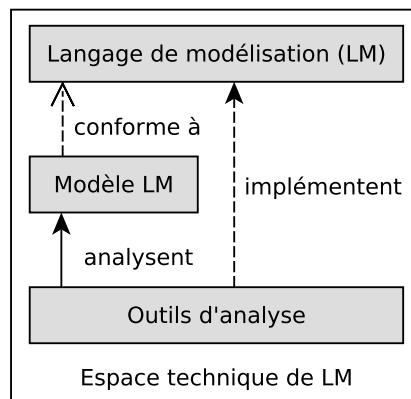 Langage de modélisation (LM)
conforme à
Modèle LM
implémentent
analysent
Outils d'analyse
Espace technique de LM